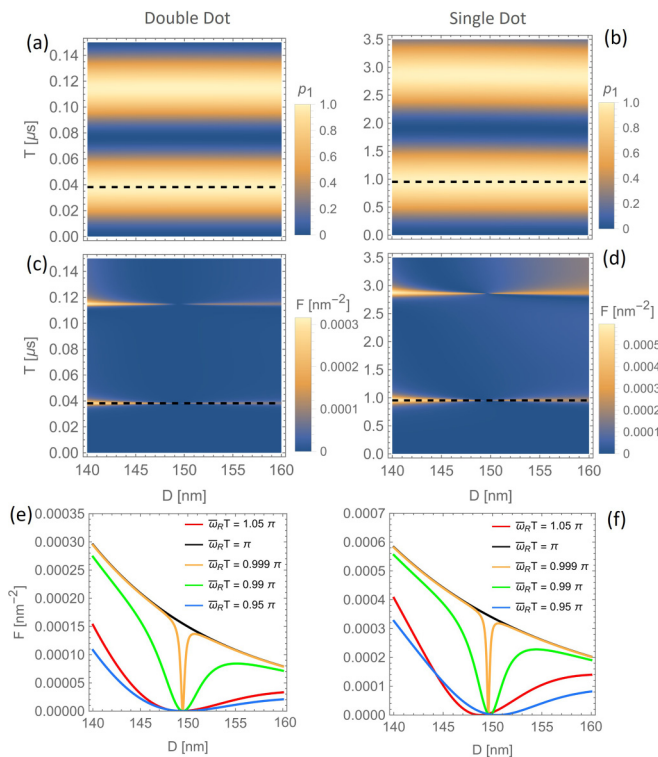 Double Dot
Single Dot
(a)
T [μs]
0.14
0.12
0.10
0.08
0.06
0.04
0.02
0.00
p1
1.0
0.8
0.6
0.4
0.2
0
(b)
T [μs]
3.5
3.0
2.5
2.0
1.5
1.0
0.5
0.0
p1
1.0
0.8
0.6
0.4
0.2
0
(c)
T [μs]
0.14
0.12
0.10
0.08
0.06
0.04
0.02
0.00
140 145 150 155 160
D [nm]
F [nm−2]
0.0003
0.0002
0.0001
0
(d)
3.5
3.0
2.5
2.0
1.5
1.0
0.5
0.0
140 145 150 155 160
D [nm]
F [nm−2]
0.0005
0.0004
0.0003
0.0002
0.0001
0
(e)
F [nm−2]
0.00035
0.00030
0.00025
0.00020
0.00015
0.00010
0.00005
0.00000
140 145 150 155 160
D [nm]
ω̅RT = 1.05 π
ω̅RT = π
ω̅RT = 0.999 π
ω̅RT = 0.99 π
ω̅RT = 0.95 π
(f)
0.0007
0.0006
0.0005
0.0004
0.0003
0.0002
0.0001
0.0000
140 145 150 155 160
D [nm]
ω̅RT = 1.05 π
ω̅RT = π
ω̅RT = 0.999 π
ω̅RT = 0.99 π
ω̅RT = 0.95 π